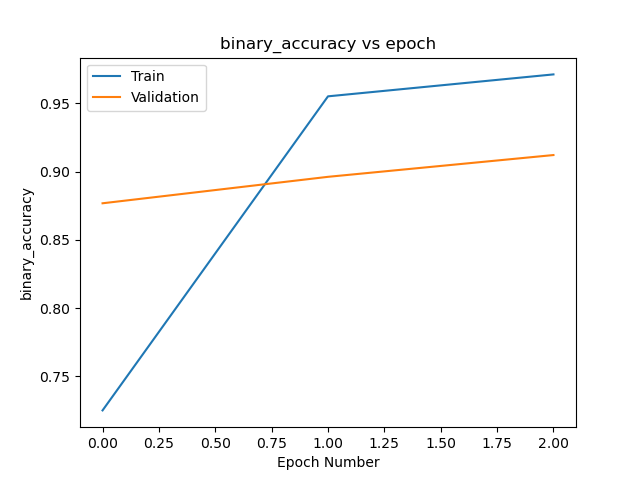 binary_accuracy vs epoch
Train
Validation
binary_accuracy
0.95
0.90
0.85
0.80
0.75
0.00 0.25 0.50 0.75 1.00 1.25 1.50 1.75 2.00
Epoch Number